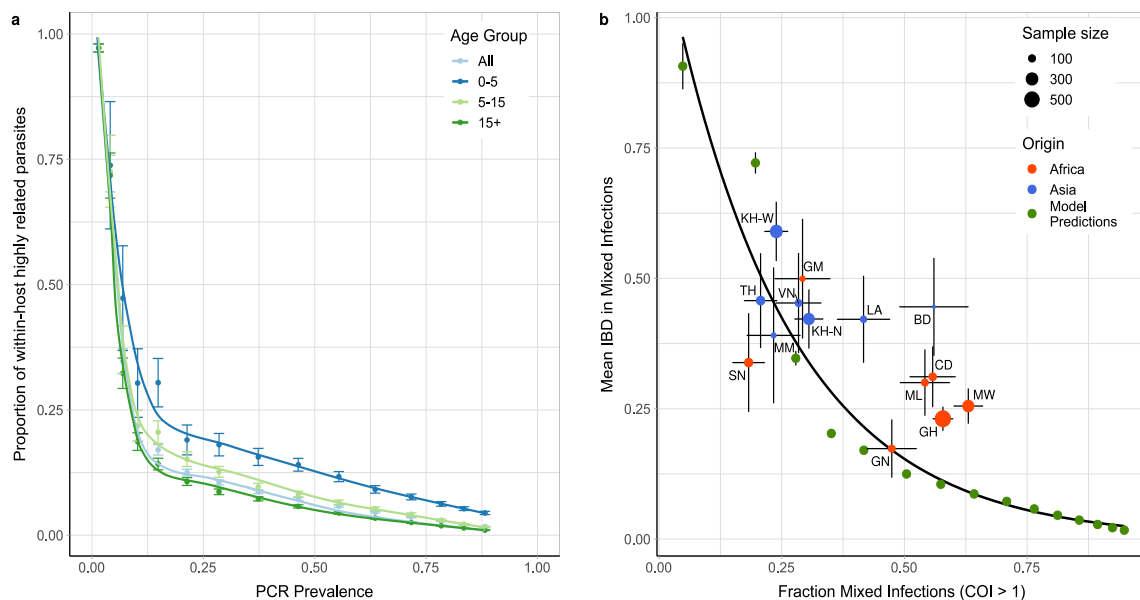 a
Age Group
All
0-5
5-15
15+
1.00
0.75
0.50
0.25
0.00
Proportion of within-host highly related parasites
0.00
0.25
0.50
0.75
1.00
PCR Prevalence
b
Sample size
100
300
500
Origin
Africa
Asia
Model
Predictions
1.00
0.75
0.50
0.25
0.00
Mean IBD in Mixed Infections
KH-W
GM
TH
VN
KH-N
MM
SN
LA
BD
CD
ML
MW
GH
GN
0.00
0.25
0.50
0.75
Fraction Mixed Infections (COI > 1)